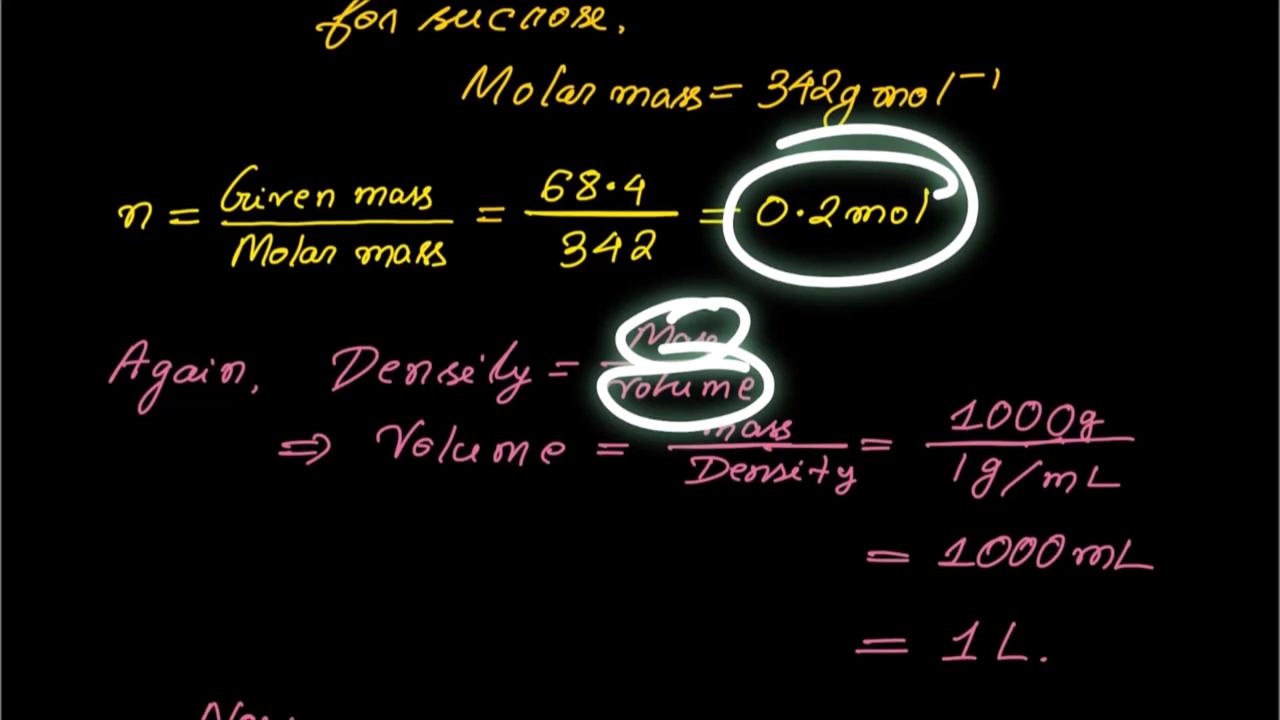 for sucrose,
Molar mass = 342g mol⁻¹
n = Given mass / Molar mass = 68.4 / 342 = 0.2 mol
Again, Density = Mass / Volume
⇒ Volume = Mass / Density = 1000g / 1g/mL
= 1000 mL
= 1 L.